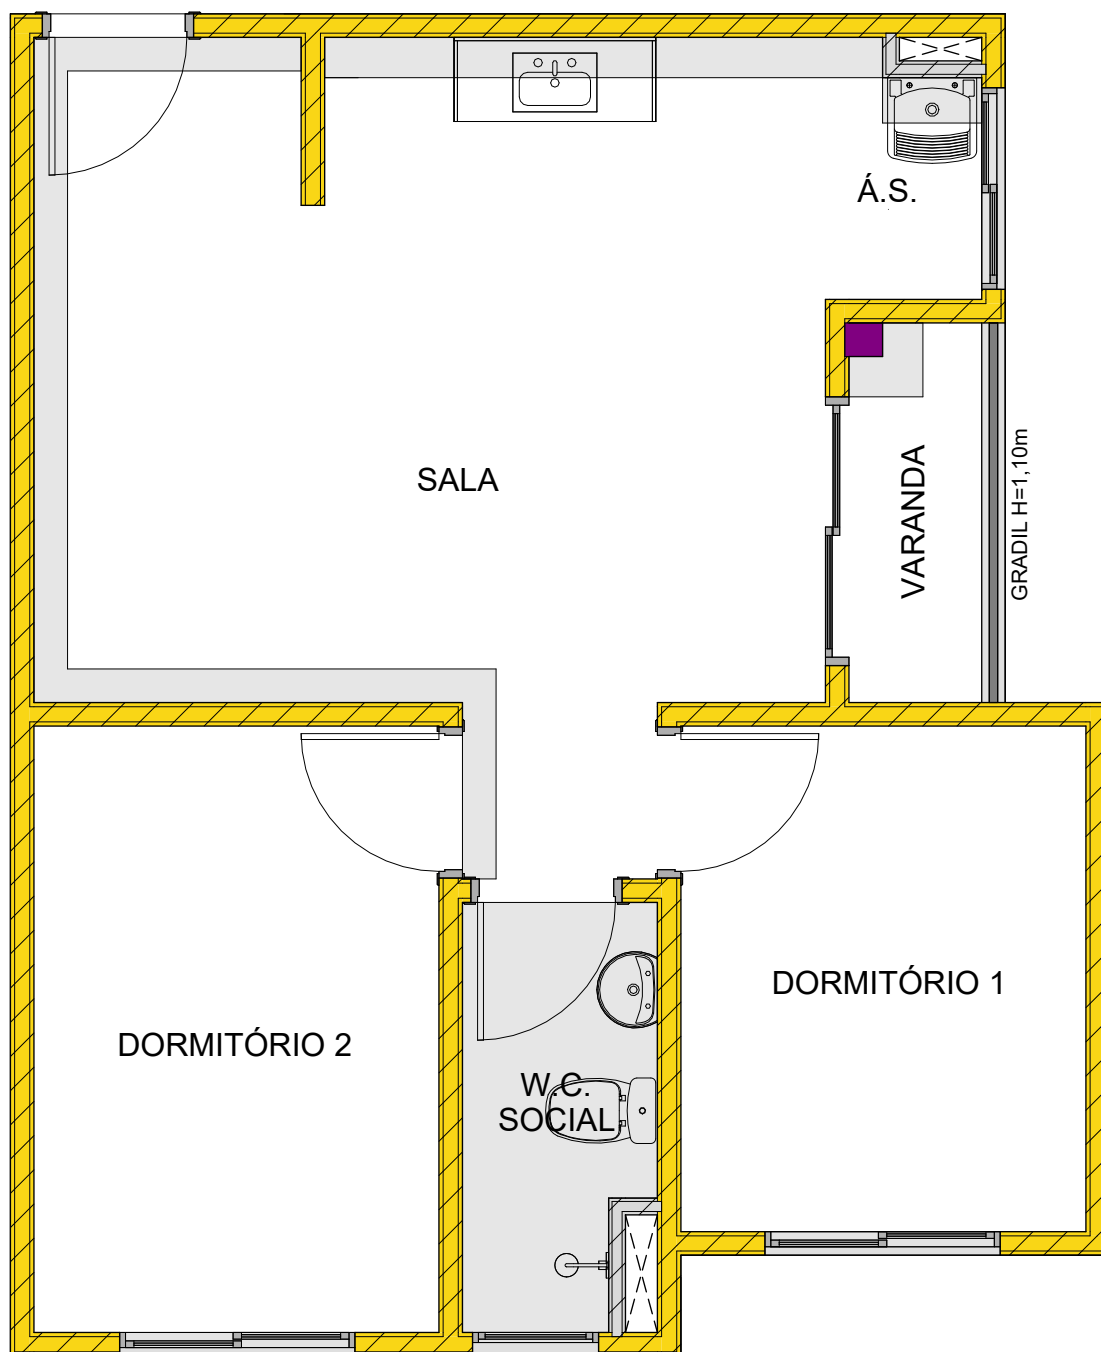 Á.S.
SALA
VARANDA
GRADIL H=1,10m
DORMITÓRIO 1
DORMITÓRIO 2
W.C.
SOCIAL